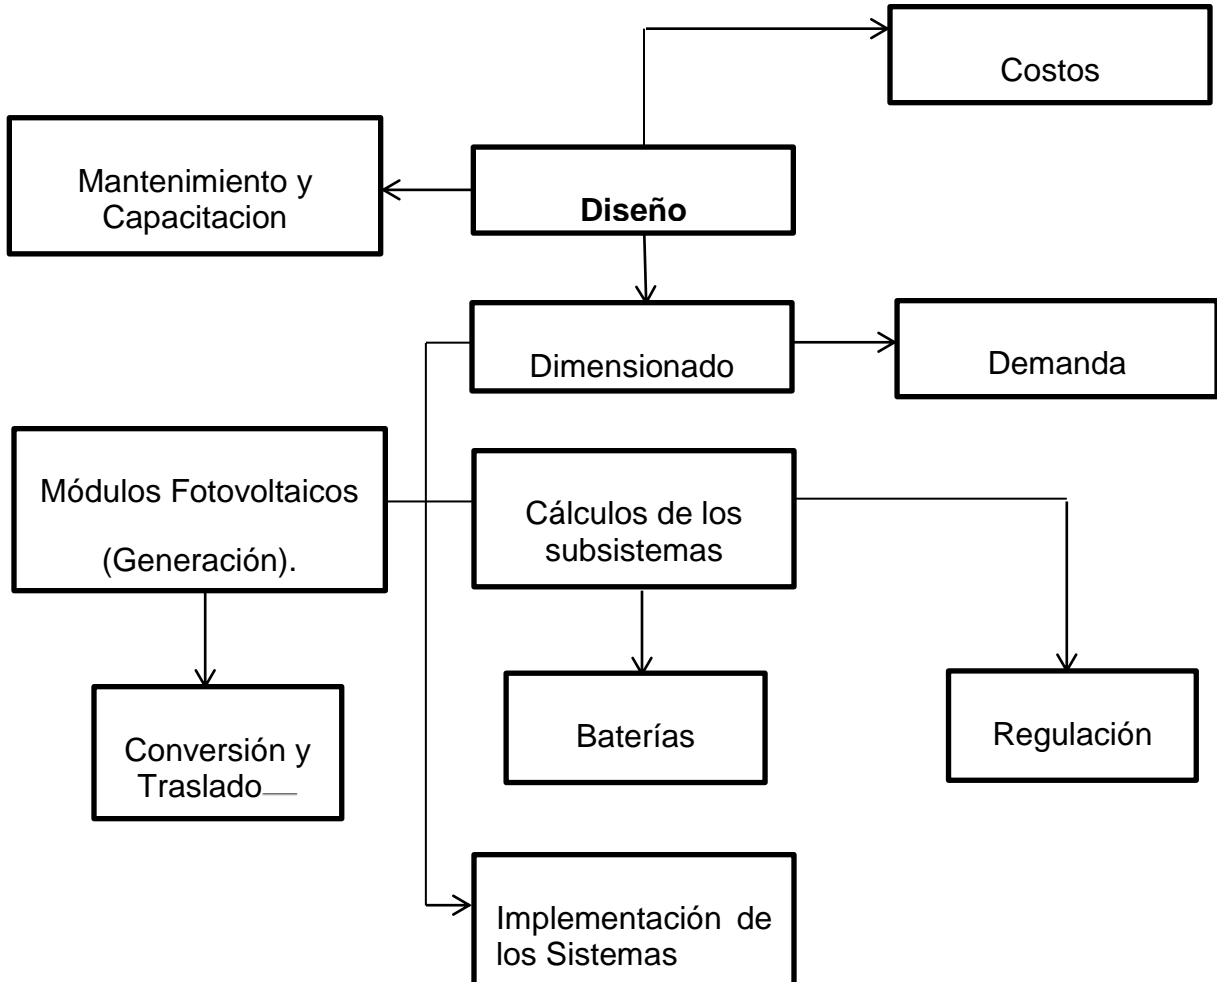 Costos
Mantenimiento y
Capacitacion
Diseño
Dimensionado
Demanda
Módulos Fotovoltaicos
(Generación).
Cálculos de los
subsistemas
Conversión y
Traslado
Baterías
Regulación
Implementación de
los Sistemas